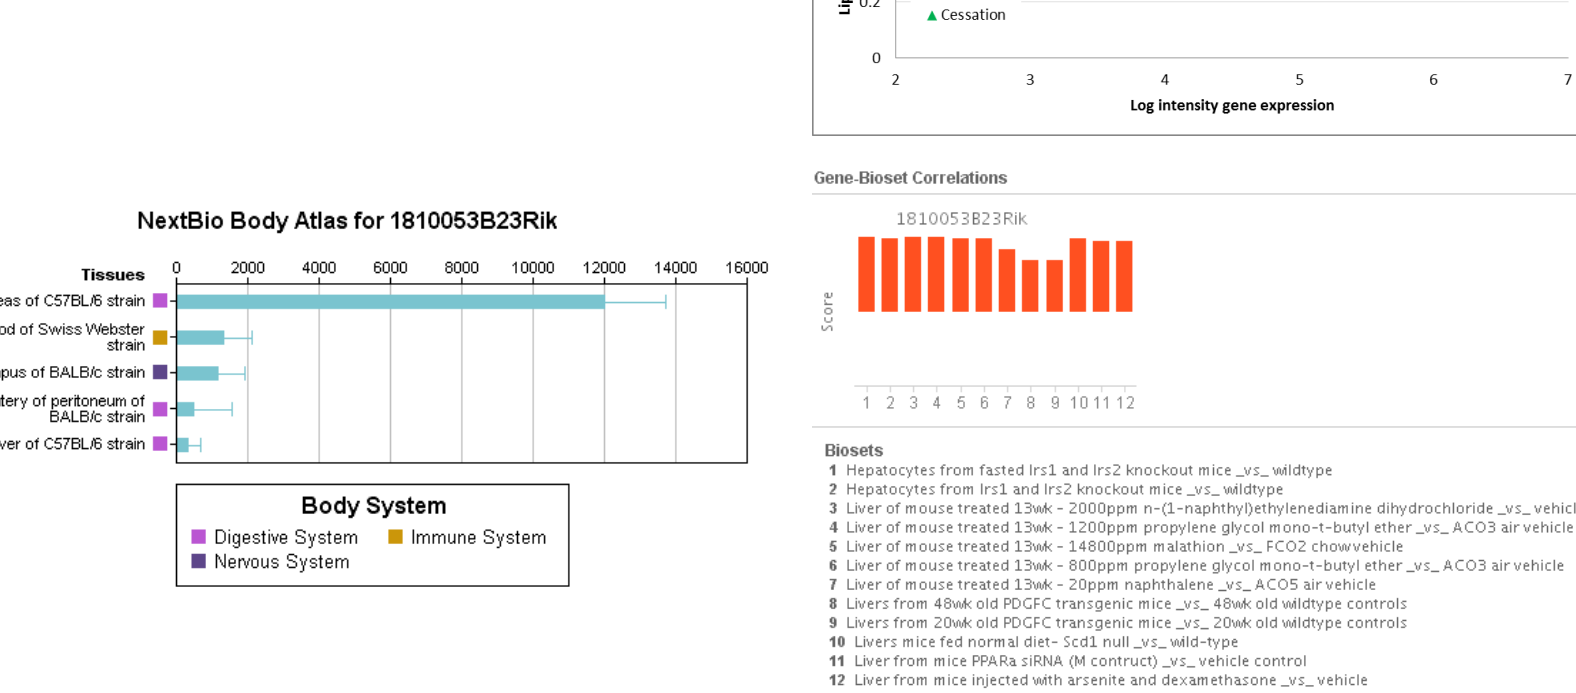 0.2
Cessation
0
2 3 4 5 6 7
Log intensity gene expression
Gene-Bioset Correlations
1810053B23Rik
Score
1 2 3 4 5 6 7 8 9 10 11 12
NextBio Body Atlas for 1810053B23Rik
Tissues
0 2000 4000 6000 8000 10000 12000 14000 16000
eas of C57BL/6 strain
od of Swiss Webster
strain
pus of BALB/c strain
tery of peritoneum of
BALB/c strain
ver of C57BL/6 strain
Body System
Digestive System
Immune System
Nervous System
Biosets
1 Hepatocytes from fasted Irs1 and Irs2 knockout mice _vs_ wildtype
2 Hepatocytes from Irs1 and Irs2 knockout mice _vs_ wildtype
3 Liver of mouse treated 13wk - 2000ppm n-(1-naphthyl)ethylenediamine dihydrochloride _vs_ vehicl
4 Liver of mouse treated 13wk - 1200ppm propylene glycol mono-t-butyl ether _vs_ ACO3 air vehicle
5 Liver of mouse treated 13wk - 14800ppm malathion _vs_ FCO2 chow vehicle
6 Liver of mouse treated 13wk - 800ppm propylene glycol mono-t-butyl ether _vs_ ACO3 air vehicle
7 Liver of mouse treated 13wk - 20ppm naphthalene _vs_ ACO5 air vehicle
8 Livers from 48wk old PDGFC transgenic mice _vs_ 48wk old wildtype controls
9 Livers from 20wk old PDGFC transgenic mice _vs_ 20wk old wildtype controls
10 Livers mice fed normal diet- Scd1 null _vs_ wild-type
11 Liver from mice PPARa siRNA (M contruct) _vs_ vehicle control
12 Liver from mice injected with arsenite and dexamethasone _vs_ vehicle